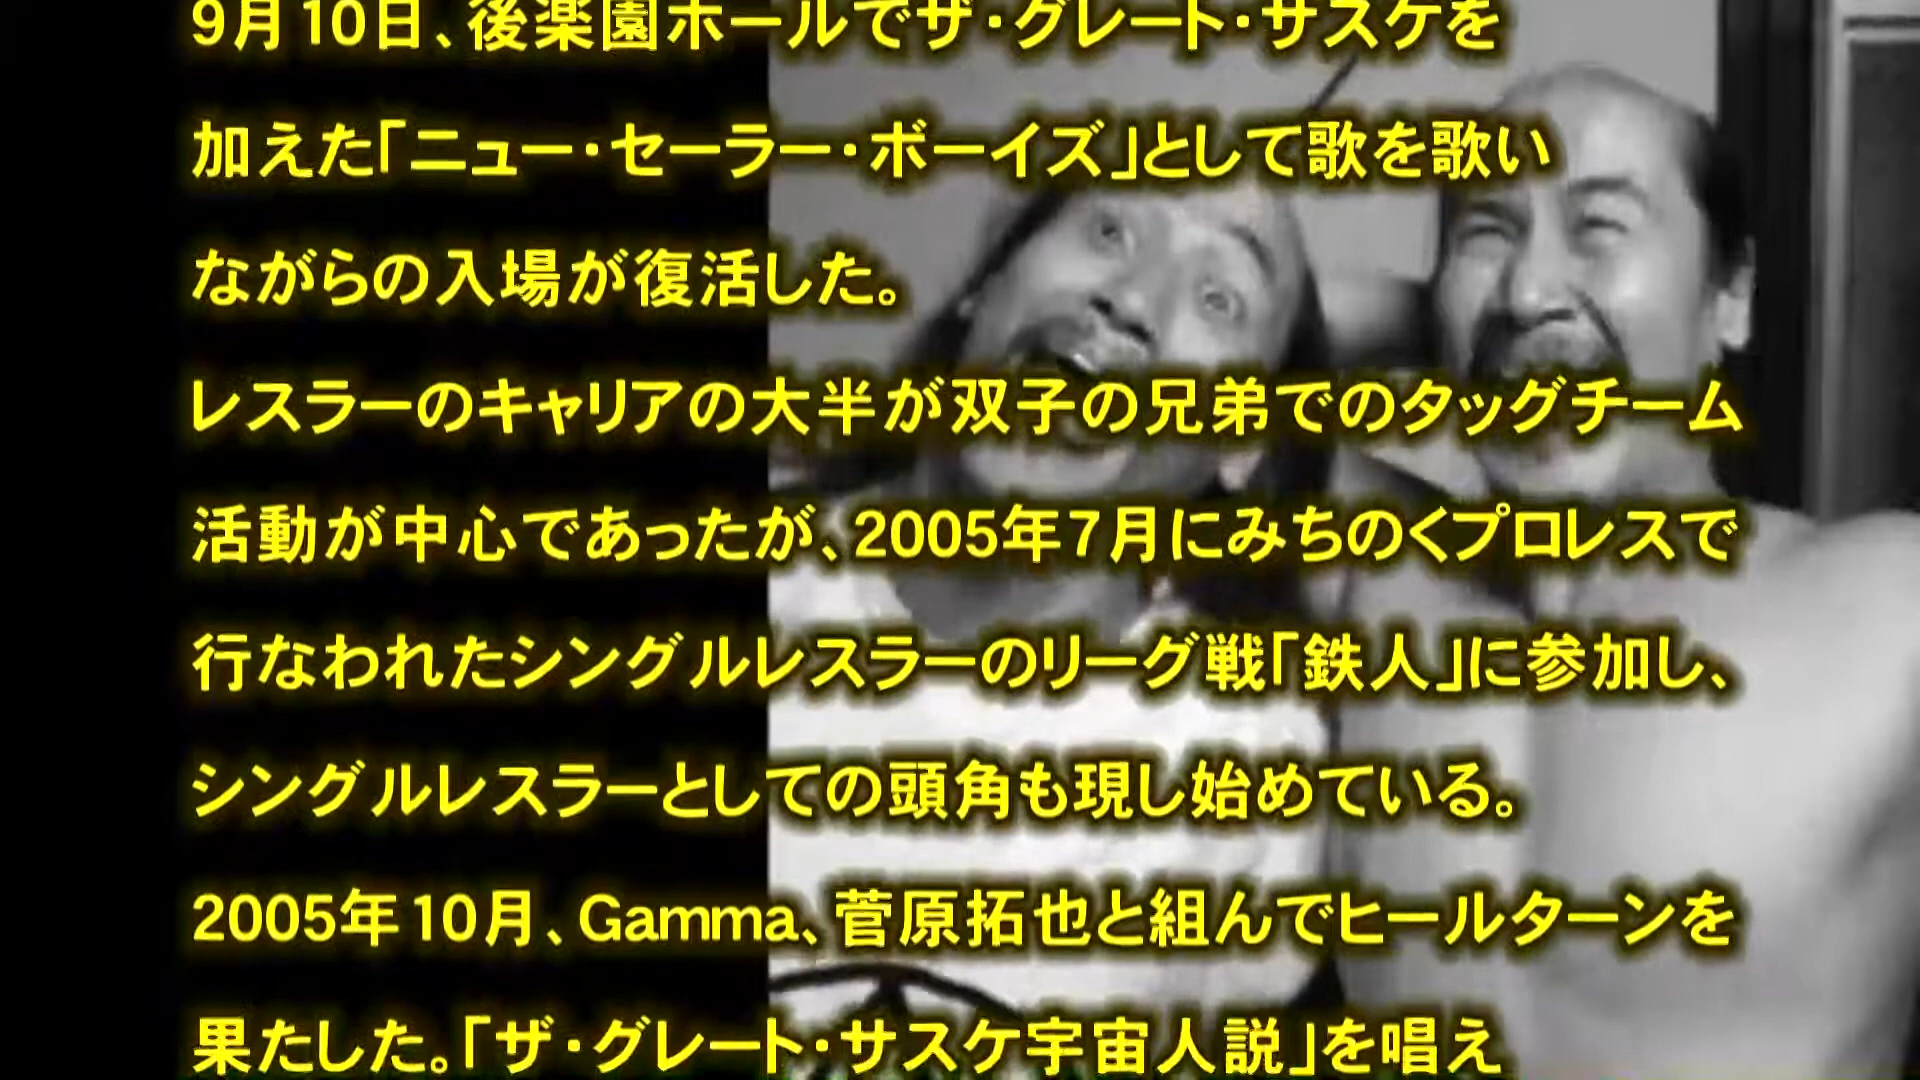 9月10日、後楽園ホールでザ・グレート・サスケを
加えた「ニュー・セーラー・ボーイズ」として歌を歌い
ながらの入場が復活した。
レスラーのキャリアの大半が双子の兄弟でのタッグチーム
活動が中心であったが、2005年7月にみちのくプロレスで
行なわれたシングルレスラーのリーグ戦「鉄人」に参加し、
シングルレスラーとしての頭角も現し始めている。
2005年10月、Gamma、菅原拓也と組んでヒールターンを
果たした。「ザ・グレート・サスケ宇宙人説」を唱え